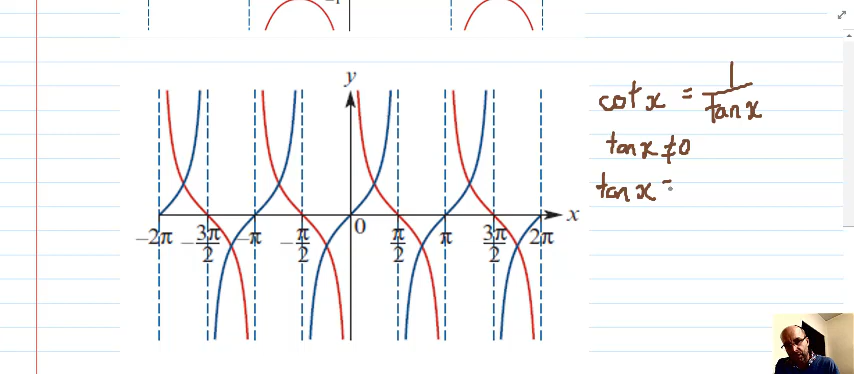 y
cot x = 1/tan x
tan x ≠ 0
tan x =
x
0
-2π -3π/2 -π -π/2 π/2 π 3π/2 2π